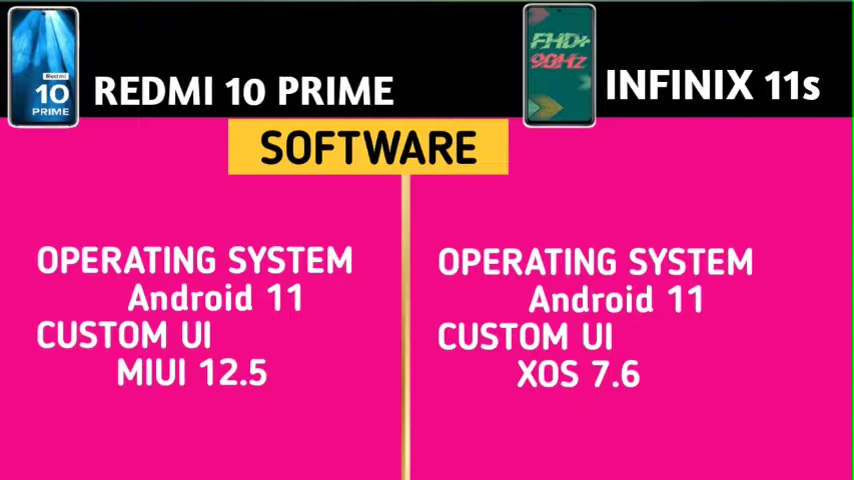 Redmi
10
PRIME
REDMI 10 PRIME
FHD+
90Hz
INFINIX 11s
SOFTWARE
OPERATING SYSTEM
Android 11
CUSTOM UI
MIUI 12.5
OPERATING SYSTEM
Android 11
CUSTOM UI
XOS 7.6